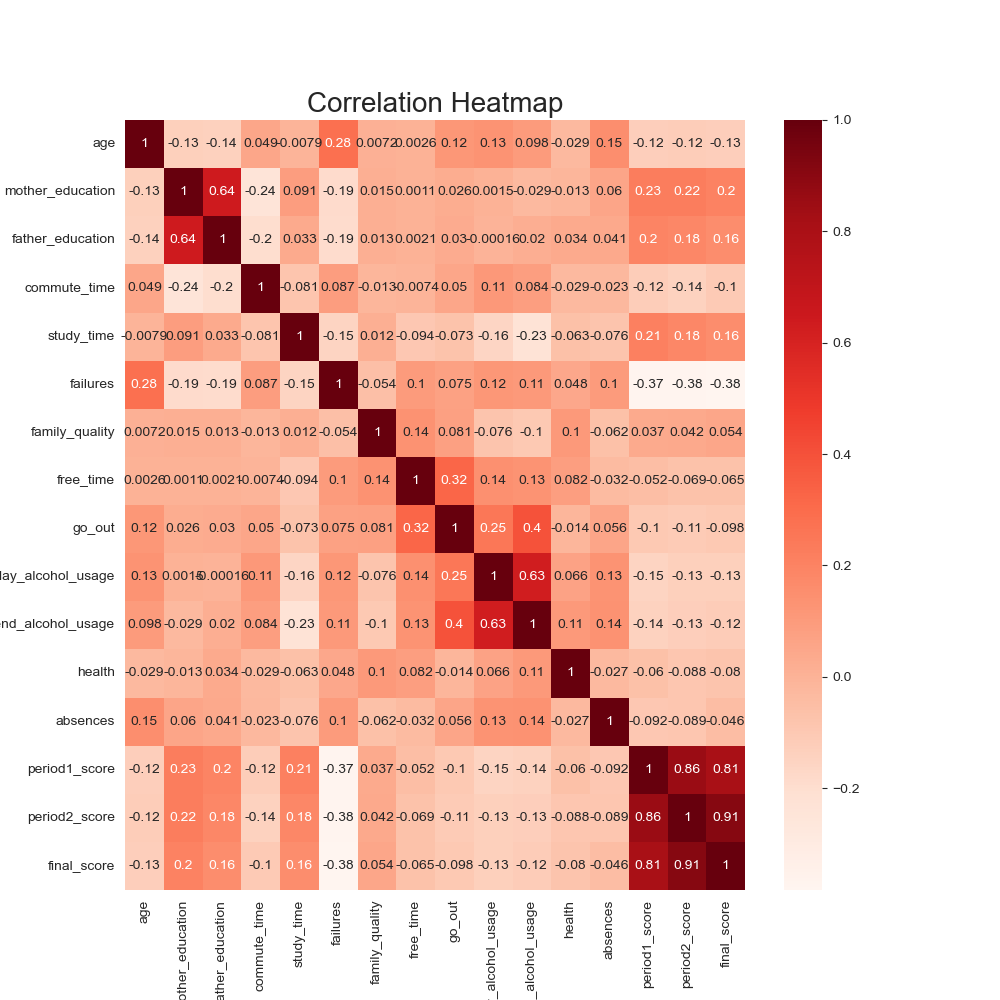 Correlation Heatmap
age 1 -0.13 -0.14 0.049 -0.0079 0.28 0.0072 0.0026 0.12 0.13 0.098 -0.029 0.15 -0.12 -0.12 -0.13
mother_education -0.13 1 0.64 -0.24 0.091 -0.19 0.015 0.0011 0.026 0.0015 -0.029 -0.013 0.06 0.23 0.22 0.2
father_education -0.14 0.64 1 -0.2 0.033 -0.19 0.013 0.0021 0.03 -0.00016 0.02 0.034 0.041 0.2 0.18 0.16
commute_time 0.049 -0.24 -0.2 1 -0.081 0.087 -0.013 -0.0074 0.05 0.11 0.084 -0.029 -0.023 -0.12 -0.14 -0.1
study_time -0.0079 0.091 0.033 -0.081 1 -0.15 0.012 -0.094 -0.073 -0.16 -0.23 -0.063 -0.076 0.21 0.18 0.16
failures 0.28 -0.19 -0.19 0.087 -0.15 1 -0.054 0.1 0.075 0.12 0.11 0.048 0.1 -0.37 -0.38 -0.38
family_quality 0.0072 0.015 0.013 -0.013 0.012 -0.054 1 0.14 0.081 -0.076 -0.1 0.1 -0.062 0.037 0.042 0.054
free_time 0.0026 0.0011 0.0021 -0.0074 -0.094 0.1 0.14 1 0.32 0.14 0.13 0.082 -0.032 -0.052 -0.069 -0.065
go_out 0.12 0.026 0.03 0.05 -0.073 0.075 0.081 0.32 1 0.25 0.4 -0.014 0.056 -0.1 -0.11 -0.098
lay_alcohol_usage 0.13 0.0015 -0.00016 0.11 -0.16 0.12 -0.076 0.14 0.25 1 0.63 0.066 0.13 -0.15 -0.13 -0.13
end_alcohol_usage 0.098 -0.029 0.02 0.084 -0.23 0.11 -0.1 0.13 0.4 0.63 1 0.11 0.14 -0.14 -0.13 -0.12
health -0.029 -0.013 0.034 -0.029 -0.063 0.048 0.1 0.082 -0.014 0.066 0.11 1 -0.027 -0.06 -0.088 -0.08
absences 0.15 0.06 0.041 -0.023 -0.076 0.1 -0.062 -0.032 0.056 0.13 0.14 -0.027 1 -0.092 -0.089 -0.046
period1_score -0.12 0.23 0.2 -0.12 0.21 -0.37 0.037 -0.052 -0.1 -0.15 -0.14 -0.06 -0.092 1 0.86 0.81
period2_score -0.12 0.22 0.18 -0.14 0.18 -0.38 0.042 -0.069 -0.11 -0.13 -0.13 -0.088 -0.089 0.86 1 0.91
final_score -0.13 0.2 0.16 -0.1 0.16 -0.38 0.054 -0.065 -0.098 -0.13 -0.12 -0.08 -0.046 0.81 0.91 1
age
other_education
ather_education
commute_time
study_time
failures
family_quality
free_time
go_out
_alcohol_usage
_alcohol_usage
health
absences
period1_score
period2_score
final_score
1.0
0.8
0.6
0.4
0.2
0.0
−0.2